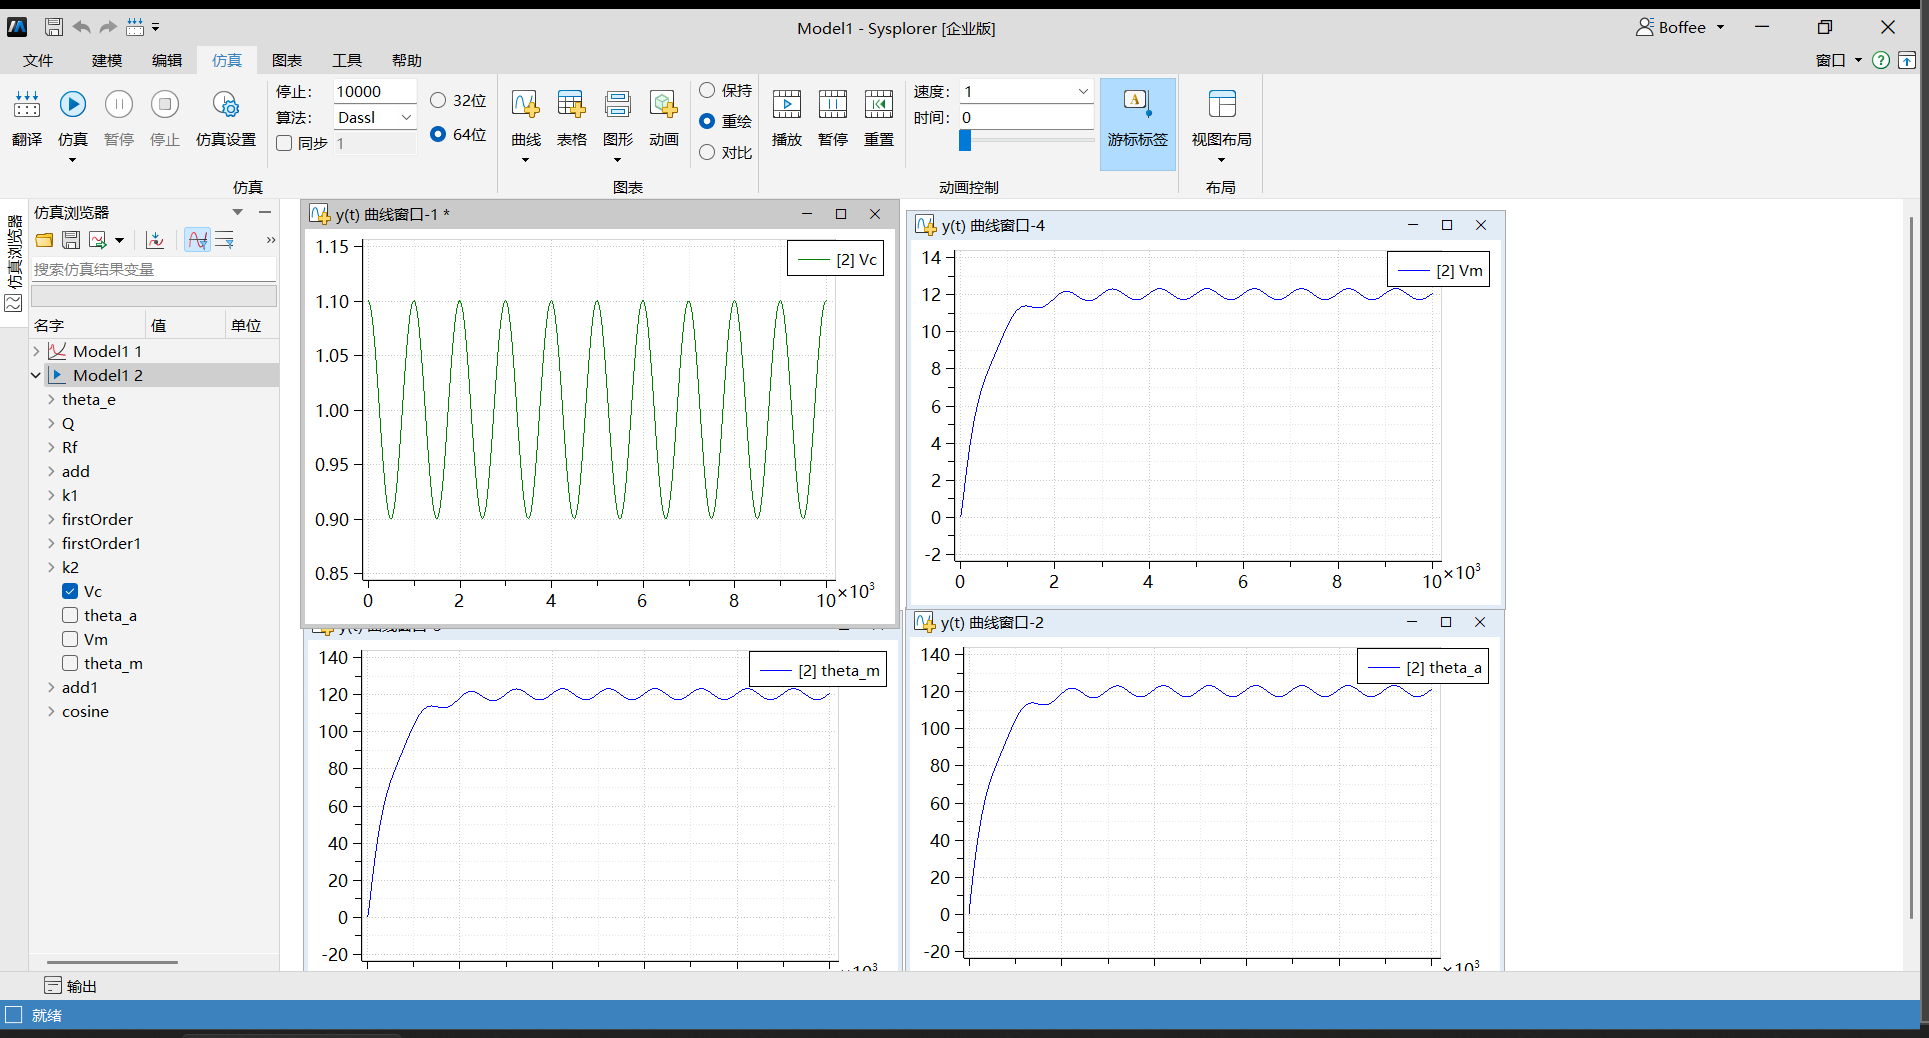 Model1 - Sysplorer [企业版]
Boffee
文件 建模 编辑 仿真 图表 工具 帮助
窗口
翻译 仿真 暂停 停止 仿真设置
停止: 10000
算法: Dassl
同步 1
32位
64位
仿真
曲线 表格 图形 动画
保持
重绘
对比
图表
播放 暂停 重置
速度: 1
时间: 0
游标标签
动画控制
视图布局
布局
仿真浏览器
仿真浏览器
搜索仿真结果变量
名字 值 单位
Model1 1
Model1 2
theta_e
Q
Rf
add
k1
firstOrder
firstOrder1
k2
Vc
theta_a
Vm
theta_m
add1
cosine
y(t) 曲线窗口-1 *
[2] Vc
1.15
1.10
1.05
1.00
0.95
0.90
0.85
0 2 4 6 8 10 ×10³
y(t) 曲线窗口-4
[2] Vm
14
12
10
8
6
4
2
0
-2
0 2 4 6 8 10 ×10³
[2] theta_m
140
120
100
80
60
40
20
0
-20
×10³
y(t) 曲线窗口-2
[2] theta_a
140
120
100
80
60
40
20
0
-20
×10³
输出
就绪